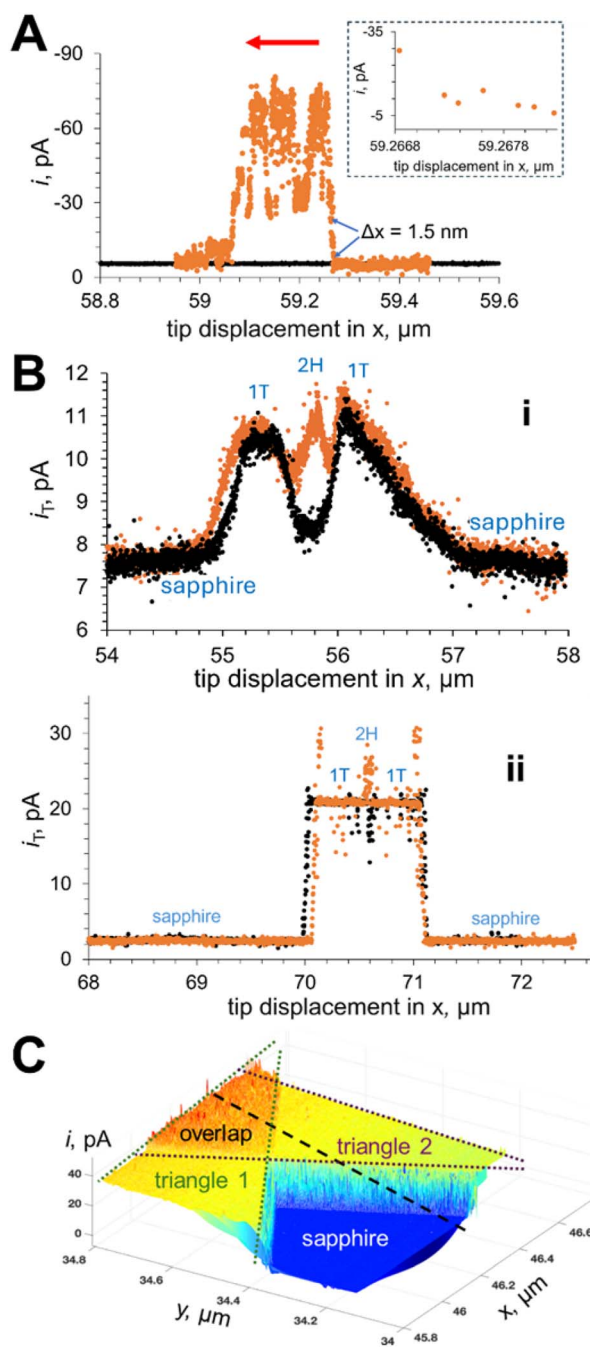 A
-90
-60
-30
0
i, pA
58.8 59 59.2 59.4 59.6
tip displacement in x, µm
Δx = 1.5 nm
-35
-5
i, pA
59.2668 59.2678
tip displacement in x, µm
B
12
11
10
9
8
7
6
iT, pA
1T 2H 1T
i
sapphire
sapphire
54 55 56 57 58
tip displacement in x, µm
30
20
10
0
iT, pA
2H
1T 1T
ii
sapphire sapphire
68 69 70 71 72
tip displacement in x, µm
C
i, pA
40
20
0
overlap
triangle 2
triangle 1
sapphire
34.8
34.6
34.4
34.2
34
y, µm
45.8
46
46.2
46.4
46.6
x, µm